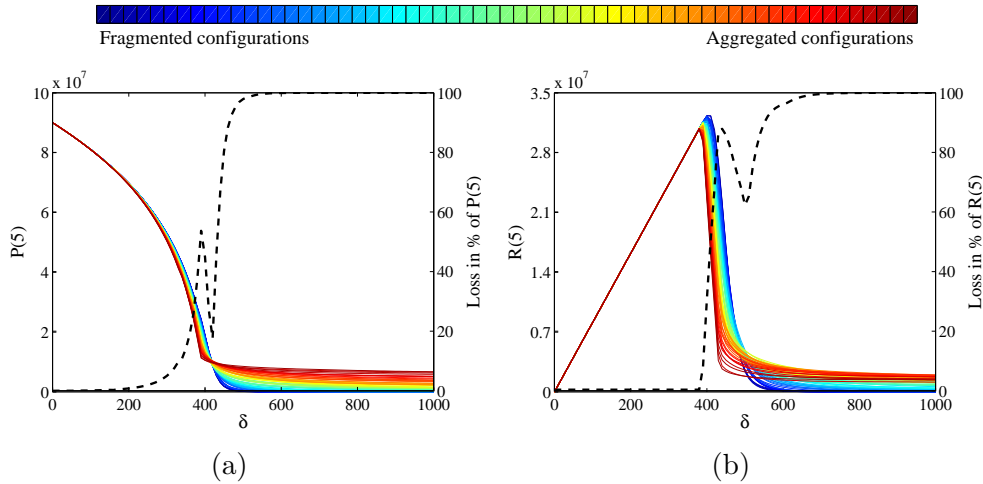 Fragmented configurations Aggregated configurations
x 10^7
10
8
6
4
2
0
P(5)
0 200 400 600 800 1000
δ
100
80
60
40
20
0
Loss in % of P(5)
(a)
x 10^7
3.5
2.8
2.1
1.4
0.7
0
R(5)
0 200 400 600 800 1000
δ
100
80
60
40
20
0
Loss in % of R(5)
(b)